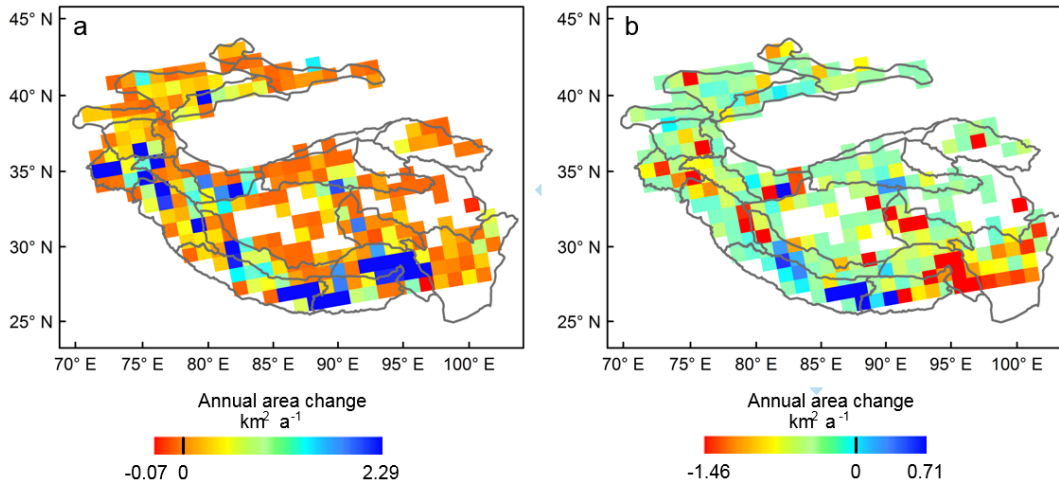 a
45° N
40° N
35° N
30° N
25° N
70° E 75° E 80° E 85° E 90° E 95° E 100° E
Annual area change
km² a⁻¹
-0.07 0 2.29
b
45° N
40° N
35° N
30° N
25° N
70° E 75° E 80° E 85° E 90° E 95° E 100° E
Annual area change
km² a⁻¹
-1.46 0 0.71